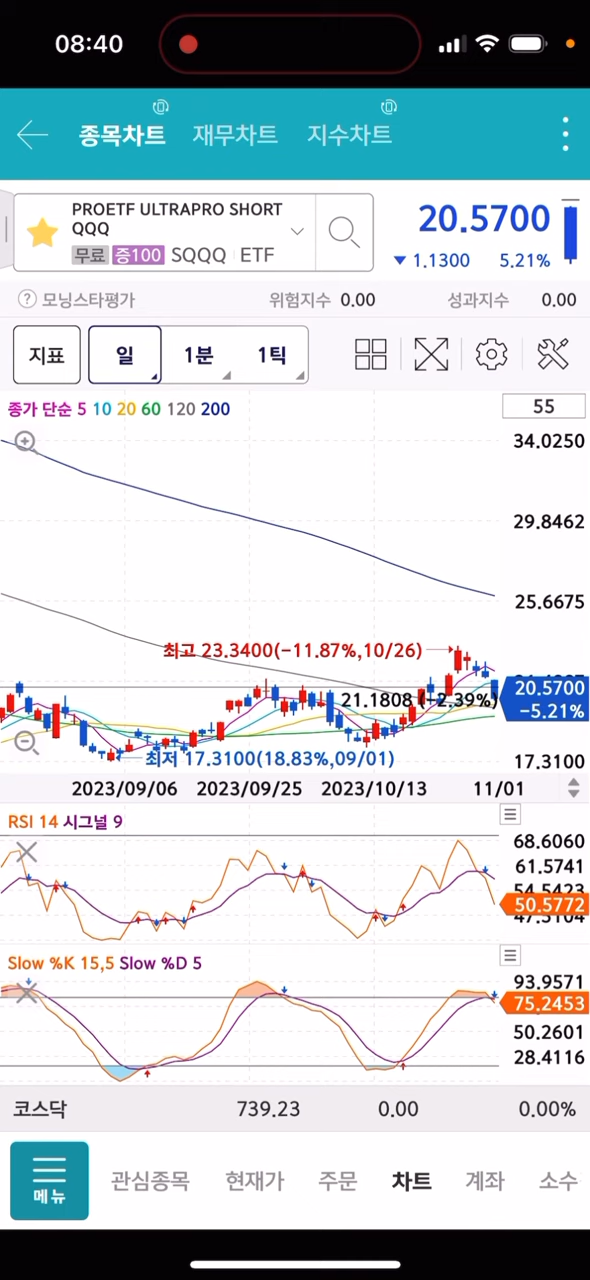 08:40
종목차트 재무차트 지수차트
PROETF ULTRAPRO SHORT
QQQ
무료 증100 SQQQ ETF
20.5700
▼ 1.1300 5.21%
? 모닝스타평가 위험지수 0.00 성과지수 0.00
지표 일 1분 1틱
종가 단순 5 10 20 60 120 200
55
34.0250
29.8462
25.6675
최고 23.3400(-11.87%,10/26)
20.5700
21.1808 (-2.39%)
-5.21%
최저 17.3100(18.83%,09/01)
17.3100
2023/09/06 2023/09/25 2023/10/13 11/01
RSI 14 시그널 9
68.6060
61.5741
54.5423
50.5772
47.5104
Slow %K 15,5 Slow %D 5
93.9571
75.2453
50.2601
28.4116
코스닥 739.23 0.00 0.00%
메뉴 관심종목 현재가 주문 차트 계좌 소수